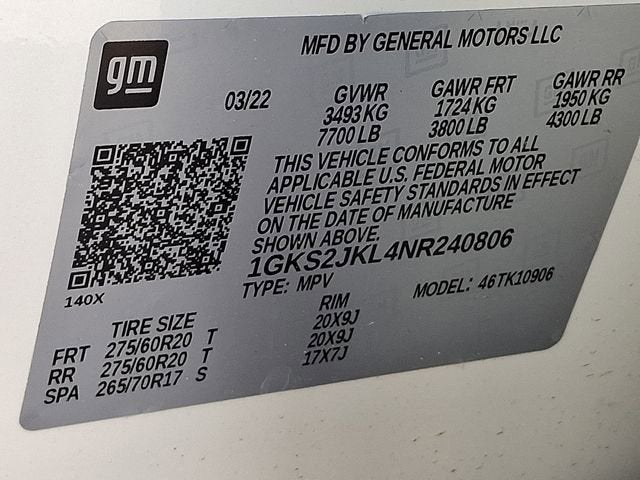 gm
MFD BY GENERAL MOTORS LLC
03/22 GVWR GAWR FRT GAWR RR
3493 KG 1724 KG 1950 KG
7700 LB 3800 LB 4300 LB
THIS VEHICLE CONFORMS TO ALL
APPLICABLE U.S. FEDERAL MOTOR
VEHICLE SAFETY STANDARDS IN EFFECT
ON THE DATE OF MANUFACTURE
SHOWN ABOVE.
1GKS2JKL4NR240806
TYPE: MPV MODEL: 46TK10906
140X
TIRE SIZE RIM
FRT 275/60R20 T 20X9J
RR 275/60R20 T 20X9J
SPA 265/70R17 S 17X7J